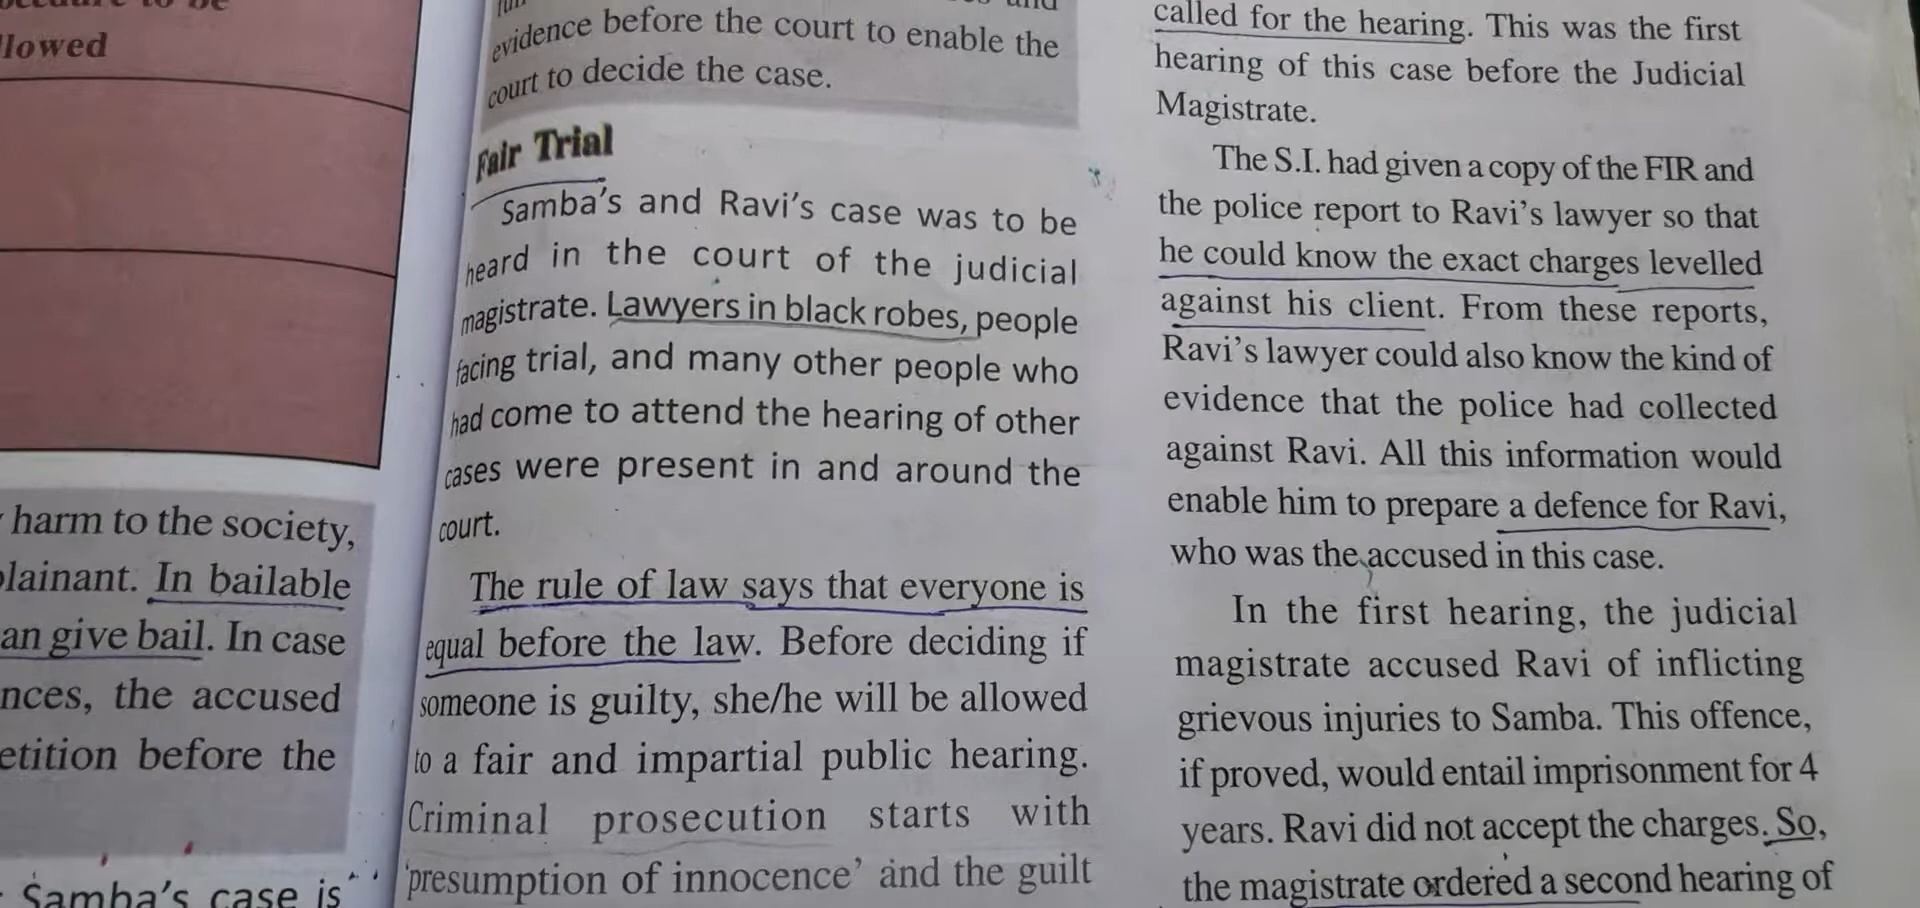 lowed
harm to the society,
plainant. In bailable
an give bail. In case
nces, the accused
etition before the
Samba's case is
evidence before the court to enable the
court to decide the case.
Fair Trial
Samba's and Ravi's case was to be
heard in the court of the judicial
magistrate. Lawyers in black robes, people
facing trial, and many other people who
had come to attend the hearing of other
cases were present in and around the
court.
The rule of law says that everyone is
equal before the law. Before deciding if
someone is guilty, she/he will be allowed
to a fair and impartial public hearing.
Criminal prosecution starts with
'presumption of innocence' and the guilt
called for the hearing. This was the first
hearing of this case before the Judicial
Magistrate.
The S.I. had given a copy of the FIR and
the police report to Ravi's lawyer so that
he could know the exact charges levelled
against his client. From these reports,
Ravi's lawyer could also know the kind of
evidence that the police had collected
against Ravi. All this information would
enable him to prepare a defence for Ravi,
who was the accused in this case.
In the first hearing, the judicial
magistrate accused Ravi of inflicting
grievous injuries to Samba. This offence,
if proved, would entail imprisonment for 4
years. Ravi did not accept the charges. So,
the magistrate ordered a second hearing of